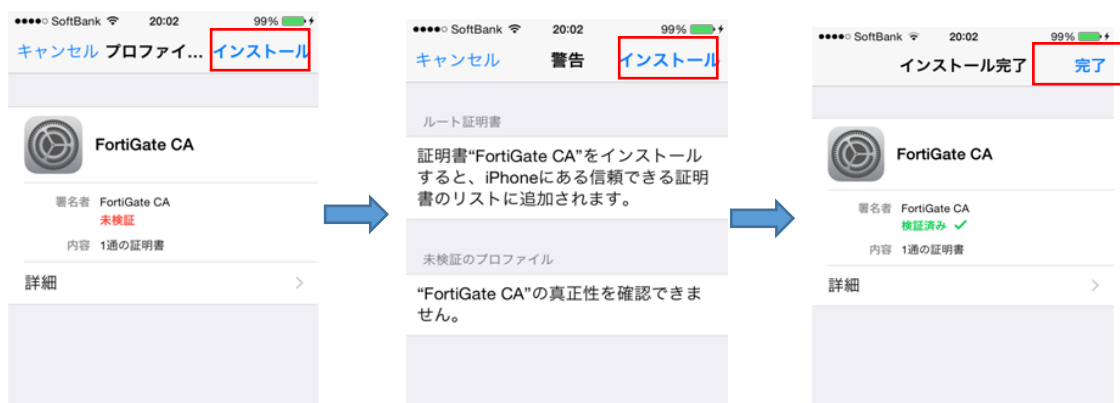 ●●●●○ SoftBank 20:02 99%
キャンセル プロファイ... インストール
FortiGate CA
署名者 FortiGate CA
未検証
内容 1通の証明書
詳細
●●●●○ SoftBank 20:02 99%
キャンセル 警告 インストール
ルート証明書
証明書“FortiGate CA”をインストール
すると、iPhoneにある信頼できる証明
書のリストに追加されます。
未検証のプロファイル
“FortiGate CA”の真正性を確認できま
せん。
●●●●○ SoftBank 20:02 99%
インストール完了 完了
FortiGate CA
署名者 FortiGate CA
検証済み ✓
内容 1通の証明書
詳細